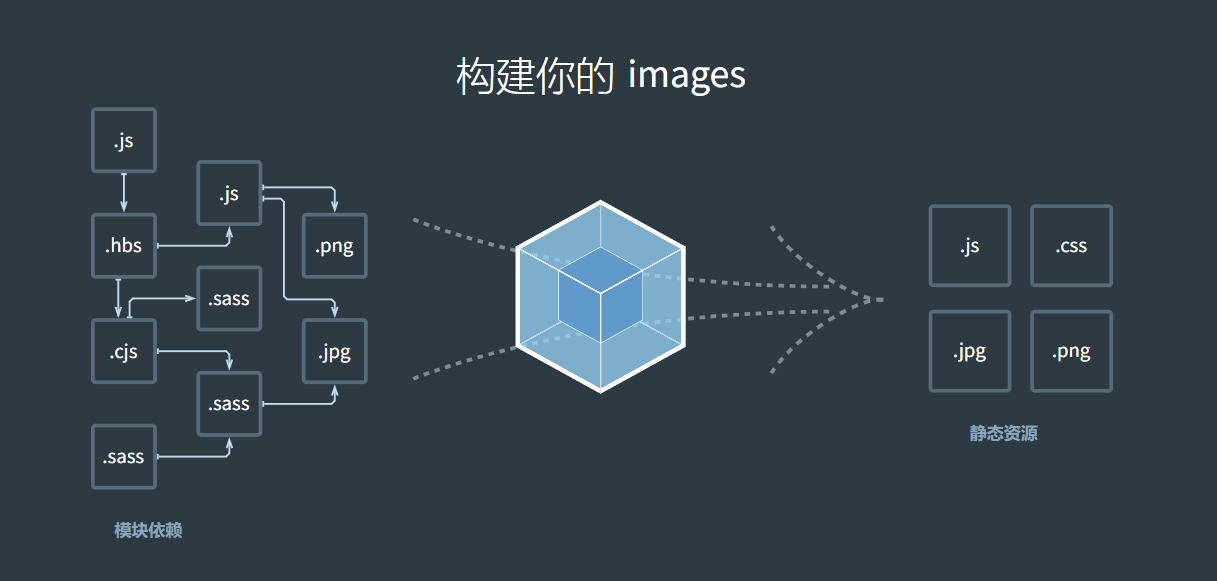 构建你的 images
.js
.js
.hbs
.png
.sass
.cjs
.jpg
.sass
.sass
模块依赖
.js
.css
.jpg
.png
静态资源